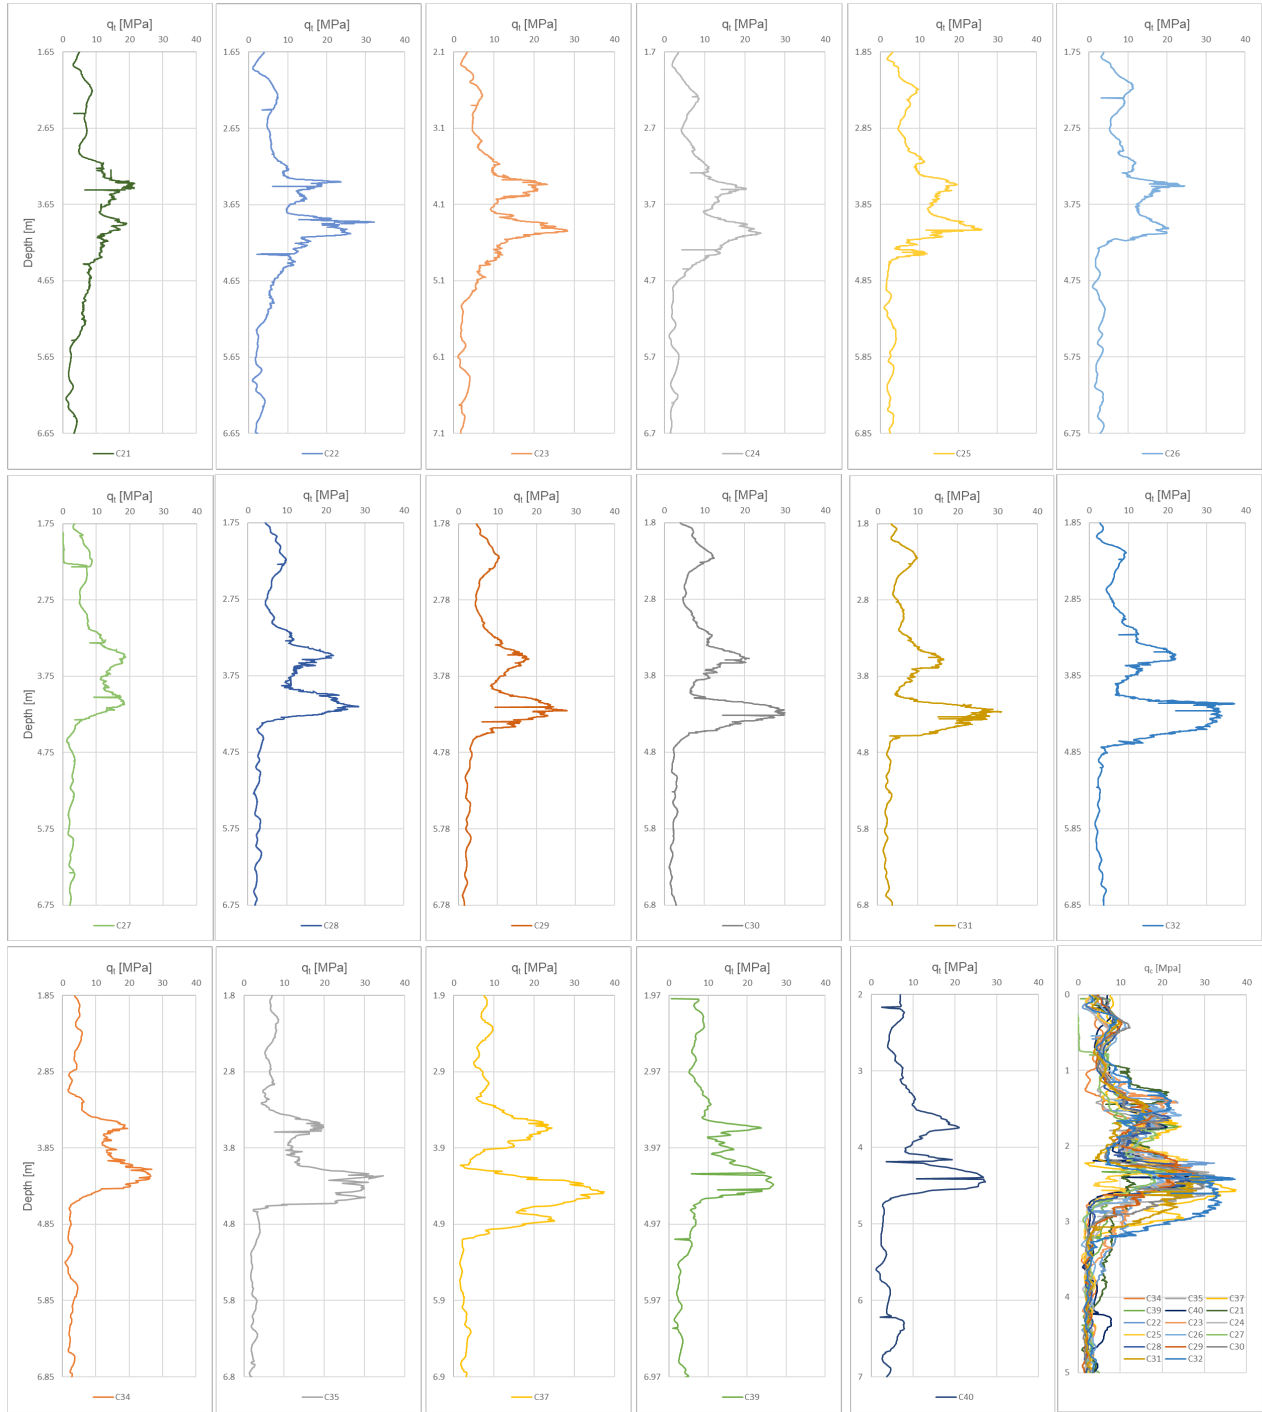 qt [MPa] qt [MPa] qt [MPa] qt [MPa] qt [MPa] qt [MPa]
0 10 20 30 40 0 10 20 30 40 0 10 20 30 40 0 10 20 30 40 0 10 20 30 40 0 10 20 30 40
1.65 1.65 2.1 1.7 1.85 1.75
2.65 2.65 3.1 2.7 2.85 2.75
3.65 3.65 4.1 3.7 3.85 3.75
Depth [m]
4.65 4.65 5.1 4.7 4.85 4.75
5.65 5.65 6.1 5.7 5.85 5.75
6.65 6.65 7.1 6.7 6.85 6.75
C21 C22 C23 C24 C25 C26
qt [MPa] qt [MPa] qt [MPa] qt [MPa] qt [MPa] qt [MPa]
0 10 20 30 40 0 10 20 30 40 0 10 20 30 40 0 10 20 30 40 0 10 20 30 40 0 10 20 30 40
1.75 1.75 1.78 1.8 1.8 1.85
2.75 2.75 2.78 2.8 2.8 2.85
3.75 3.75 3.78 3.8 3.8 3.85
Depth [m]
4.75 4.75 4.78 4.8 4.8 4.85
5.75 5.75 5.78 5.8 5.8 5.85
6.75 6.75 6.78 6.8 6.8 6.85
C27 C28 C29 C30 C31 C32
qt [MPa] qt [MPa] qt [MPa] qt [MPa] qt [MPa] qc [Mpa]
0 10 20 30 40 0 10 20 30 40 0 10 20 30 40 0 10 20 30 40 0 10 20 30 40 0 10 20 30 40
1.85 1.8 1.9 1.97 2 0
2.85 2.8 2.9 2.97 3 1
3.85 3.8 3.9 3.97 4 2
Depth [m]
4.85 4.8 4.9 4.97 5 3
5.85 5.8 5.9 5.97 6 4
C34 C35 C37
C39 C40 C21
C22 C23 C24
C25 C26 C27
C28 C29 C30
C31 C32
6.85 6.8 6.9 6.97 7 5
C34 C35 C37 C39 C40